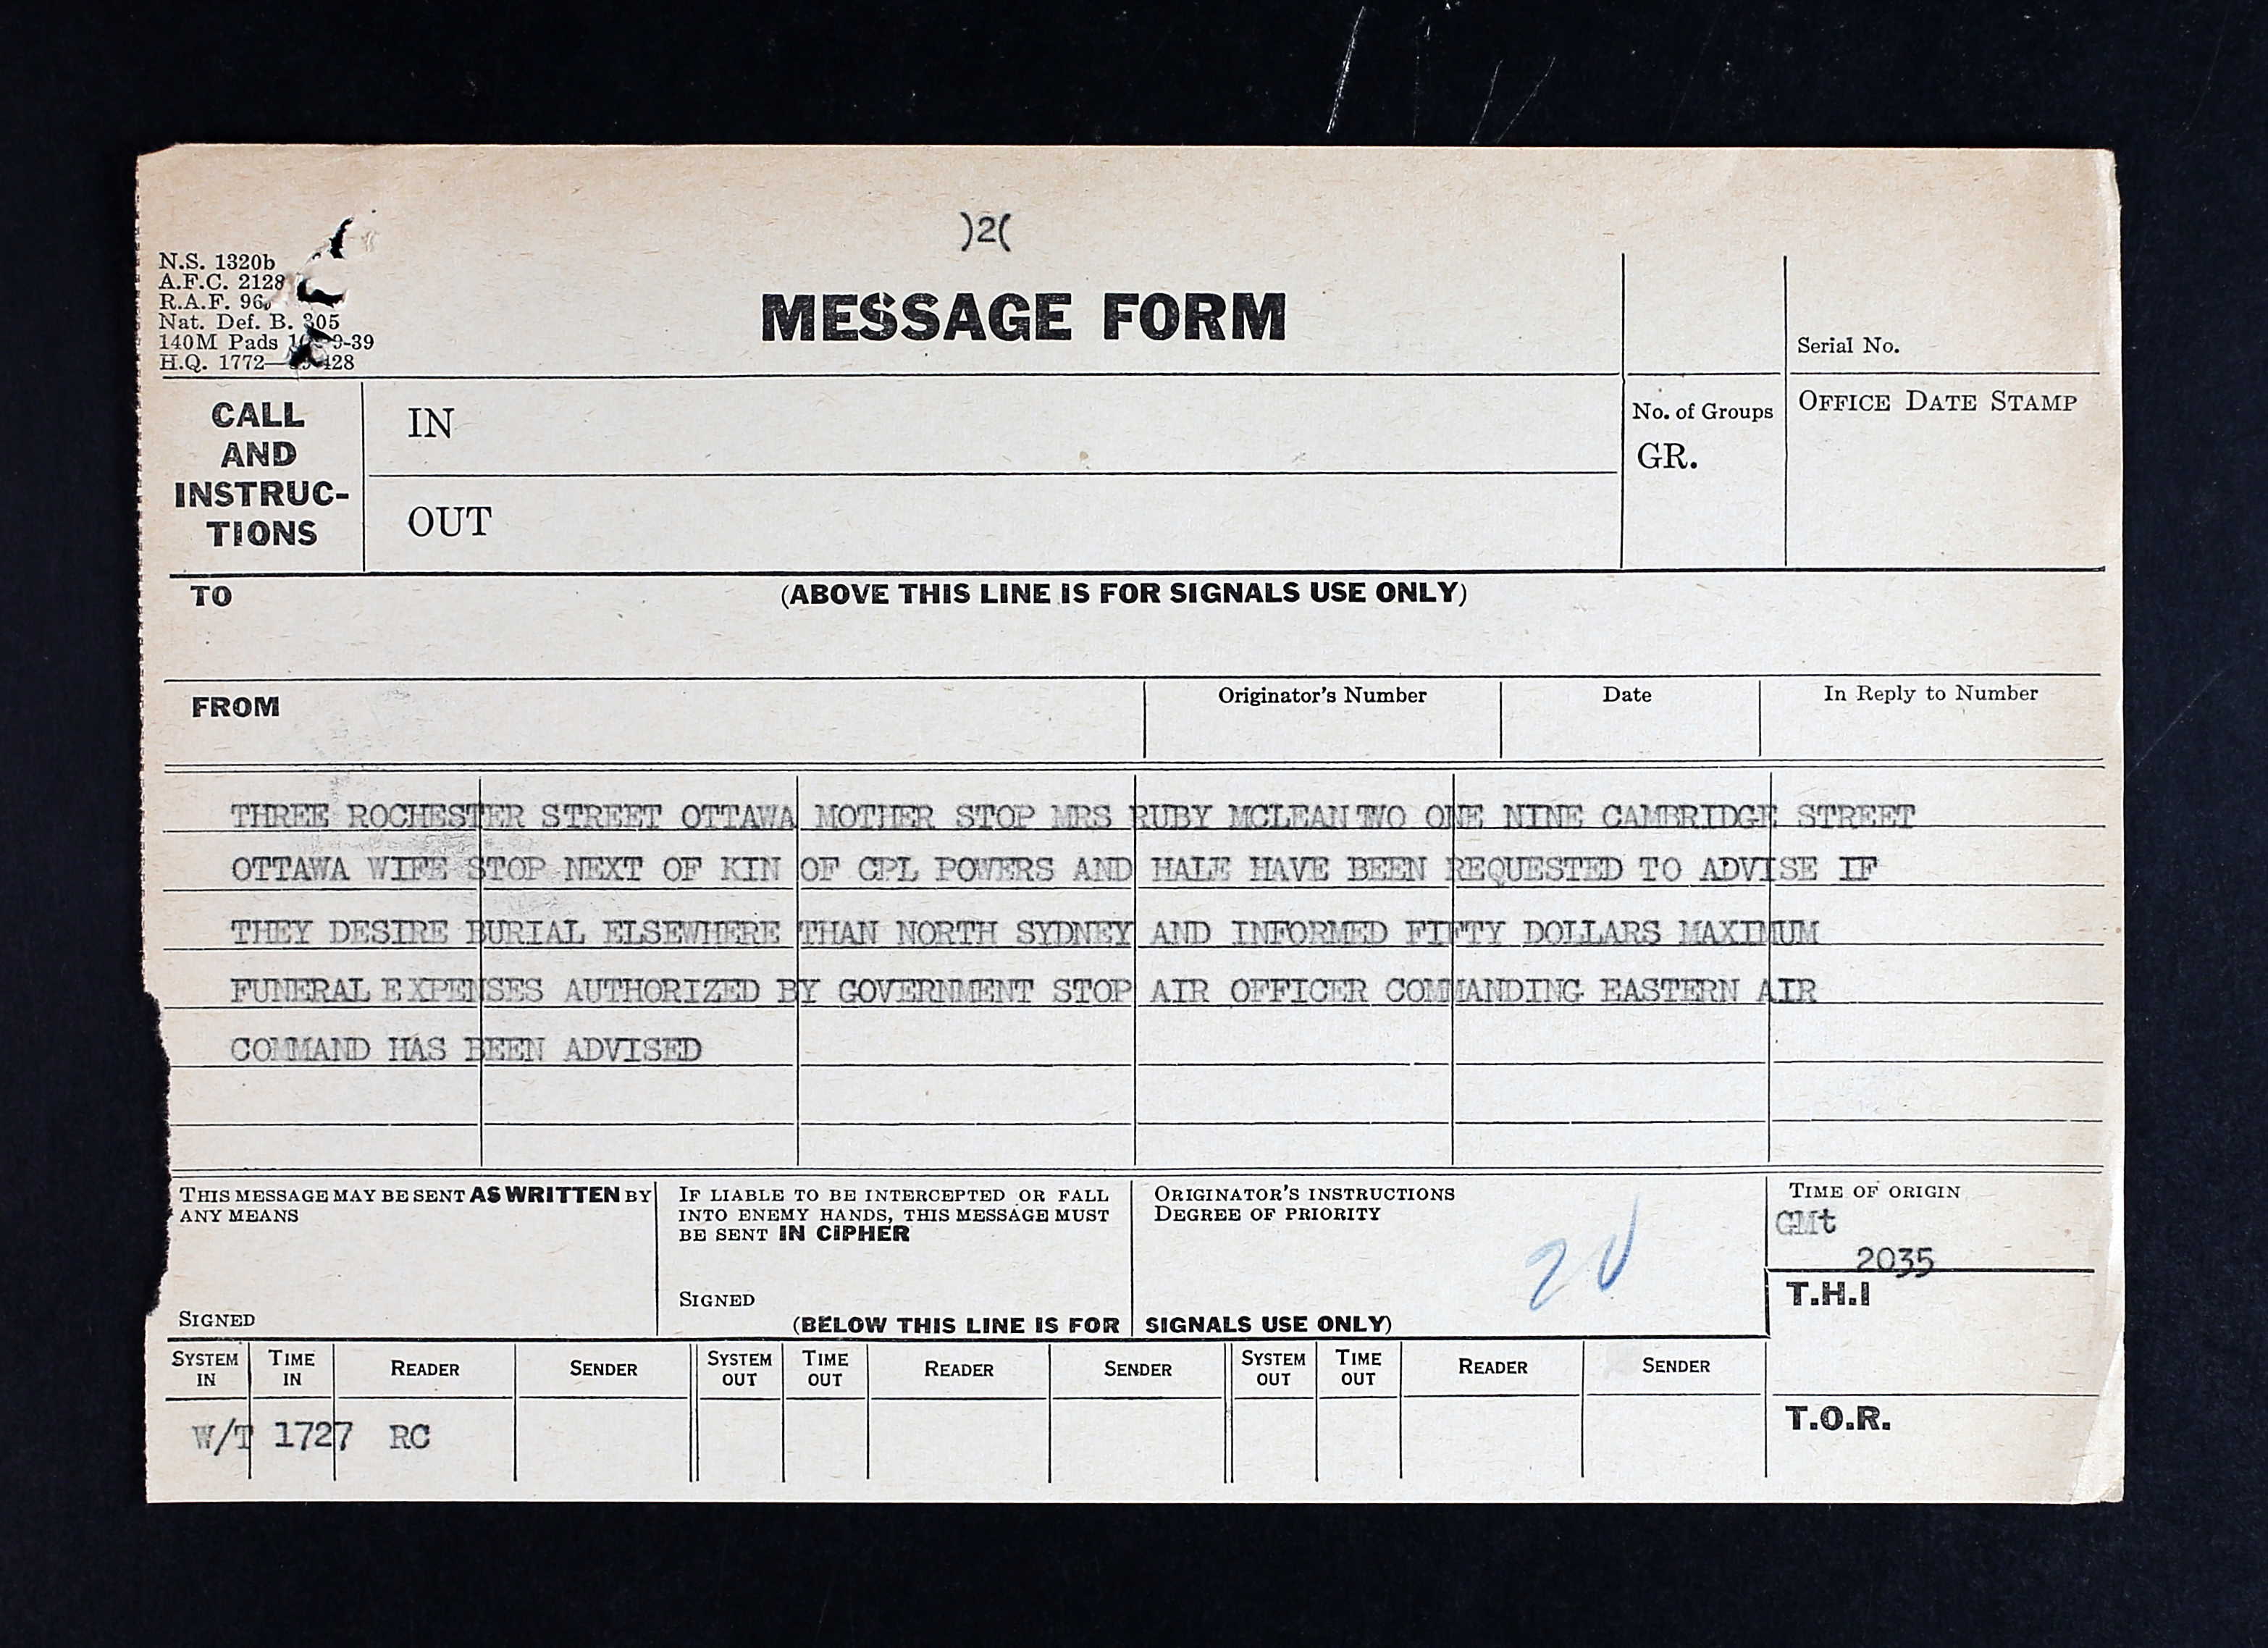 )2(
N.S. 1320b
A.F.C. 2128
R.A.F. 96
Nat. Def. B. 305
140M Pads 9-39
H.Q. 1772— 428
MESSAGE FORM
Serial No.
CALL AND INSTRUC-TIONS
IN
OUT
No. of Groups
GR.
OFFICE DATE STAMP
TO
(ABOVE THIS LINE IS FOR SIGNALS USE ONLY)
FROM
Originator's Number
Date
In Reply to Number
THREE ROCHESTER STREET OTTAWA MOTHER STOP MRS RUBY MCLEAN TWO ONE NINE CAMBRIDGE STREET
OTTAWA WIFE STOP NEXT OF KIN OF CPL POWERS AND HALE HAVE BEEN REQUESTED TO ADVISE IF
THEY DESIRE BURIAL ELSEWHERE THAN NORTH SYDNEY AND INFORMED FIFTY DOLLARS MAXIMUM
FUNERAL EXPENSES AUTHORIZED BY GOVERNMENT STOP AIR OFFICER COMMANDING EASTERN AIR
COMMAND HAS BEEN ADVISED
THIS MESSAGE MAY BE SENT AS WRITTEN BY
ANY MEANS
SIGNED
IF LIABLE TO BE INTERCEPTED OR FALL
INTO ENEMY HANDS, THIS MESSAGE MUST
BE SENT IN CIPHER
SIGNED
ORIGINATOR'S INSTRUCTIONS
DEGREE OF PRIORITY
TIME OF ORIGIN
GMt
2035
T.H.I
(BELOW THIS LINE IS FOR SIGNALS USE ONLY)
SYSTEM IN
TIME IN
READER
SENDER
SYSTEM OUT
TIME OUT
READER
SENDER
SYSTEM OUT
TIME OUT
READER
SENDER
T.O.R.
W/T 1727 RC